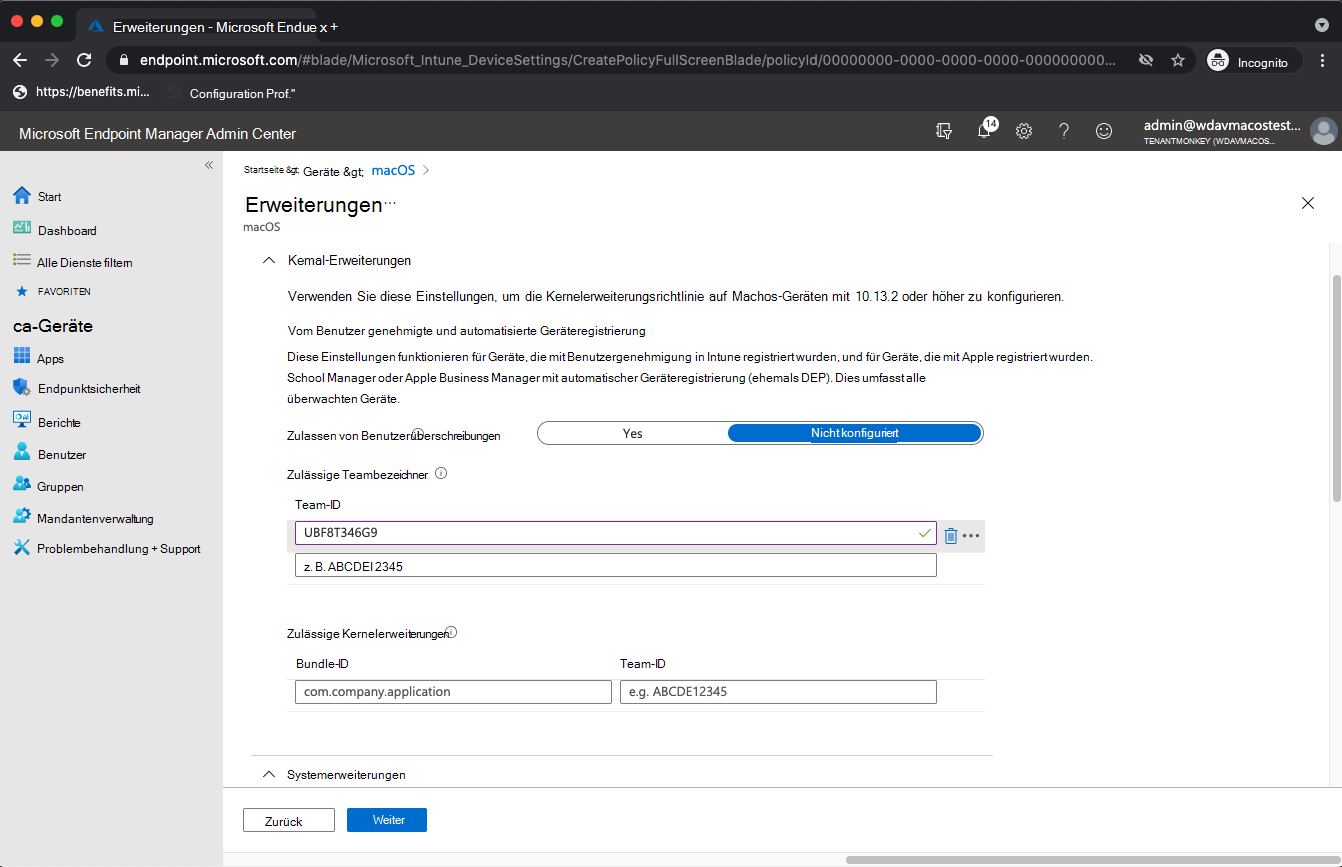 Erweiterungen - Microsoft Endue x +
endpoint.microsoft.com/#blade/Microsoft_Intune_DeviceSettings/CreatePolicyFullScreenBlade/policyId/00000000-0000-0000-0000-000000000...
Incognito
https://benefits.mi...
Configuration Prof."
Microsoft Endpoint Manager Admin Center
14
admin@wdavmacostest...
TENANTMONKEY (WDAVMACOS...
«
Startseite &gt; Geräte &gt; macOS >
Erweiterungen ...
macOS
Start
Dashboard
Alle Dienste filtern
FAVORITEN
ca-Geräte
Apps
Endpunktsicherheit
Berichte
Benutzer
Gruppen
Mandantenverwaltung
Problembehandlung + Support
Kemal-Erweiterungen
Verwenden Sie diese Einstellungen, um die Kernelerweiterungsrichtlinie auf Machos-Geräten mit 10.13.2 oder höher zu konfigurieren.
Vom Benutzer genehmigte und automatisierte Geräteregistrierung
Diese Einstellungen funktionieren für Geräte, die mit Benutzergenehmigung in Intune registriert wurden, und für Geräte, die mit Apple registriert wurden.
School Manager oder Apple Business Manager mit automatischer Geräteregistrierung (ehemals DEP). Dies umfasst alle
überwachten Geräte.
Zulassen von Benutzerüberschreibungen
Yes
Nicht konfiguriert
Zulässige Teambezeichner
Team-ID
UBF8T346G9
z. B. ABCDEI 2345
Zulässige Kernelerweiterungen
Bundle-ID
Team-ID
com.company.application
e.g. ABCDE12345
Systemerweiterungen
Zurück
Weiter